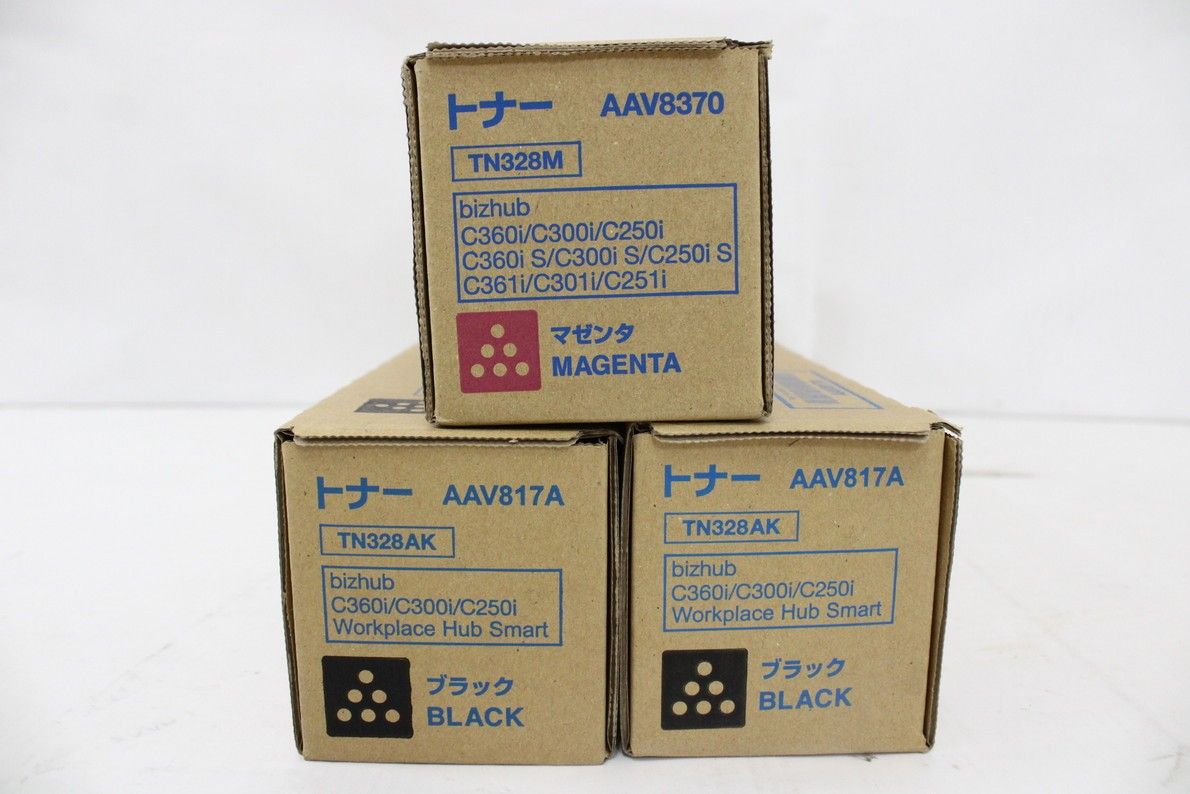 トナー AAV8370
TN328M
bizhub
C360i/C300i/C250i
C360i S/C300i S/C250i S
C361i/C301i/C251i
マゼンタ
MAGENTA
トナー AAV817A
TN328AK
bizhub
C360i/C300i/C250i
Workplace Hub Smart
ブラック
BLACK
トナー AAV817A
TN328AK
bizhub
C360i/C300i/C250i
Workplace Hub Smart
ブラック
BLACK